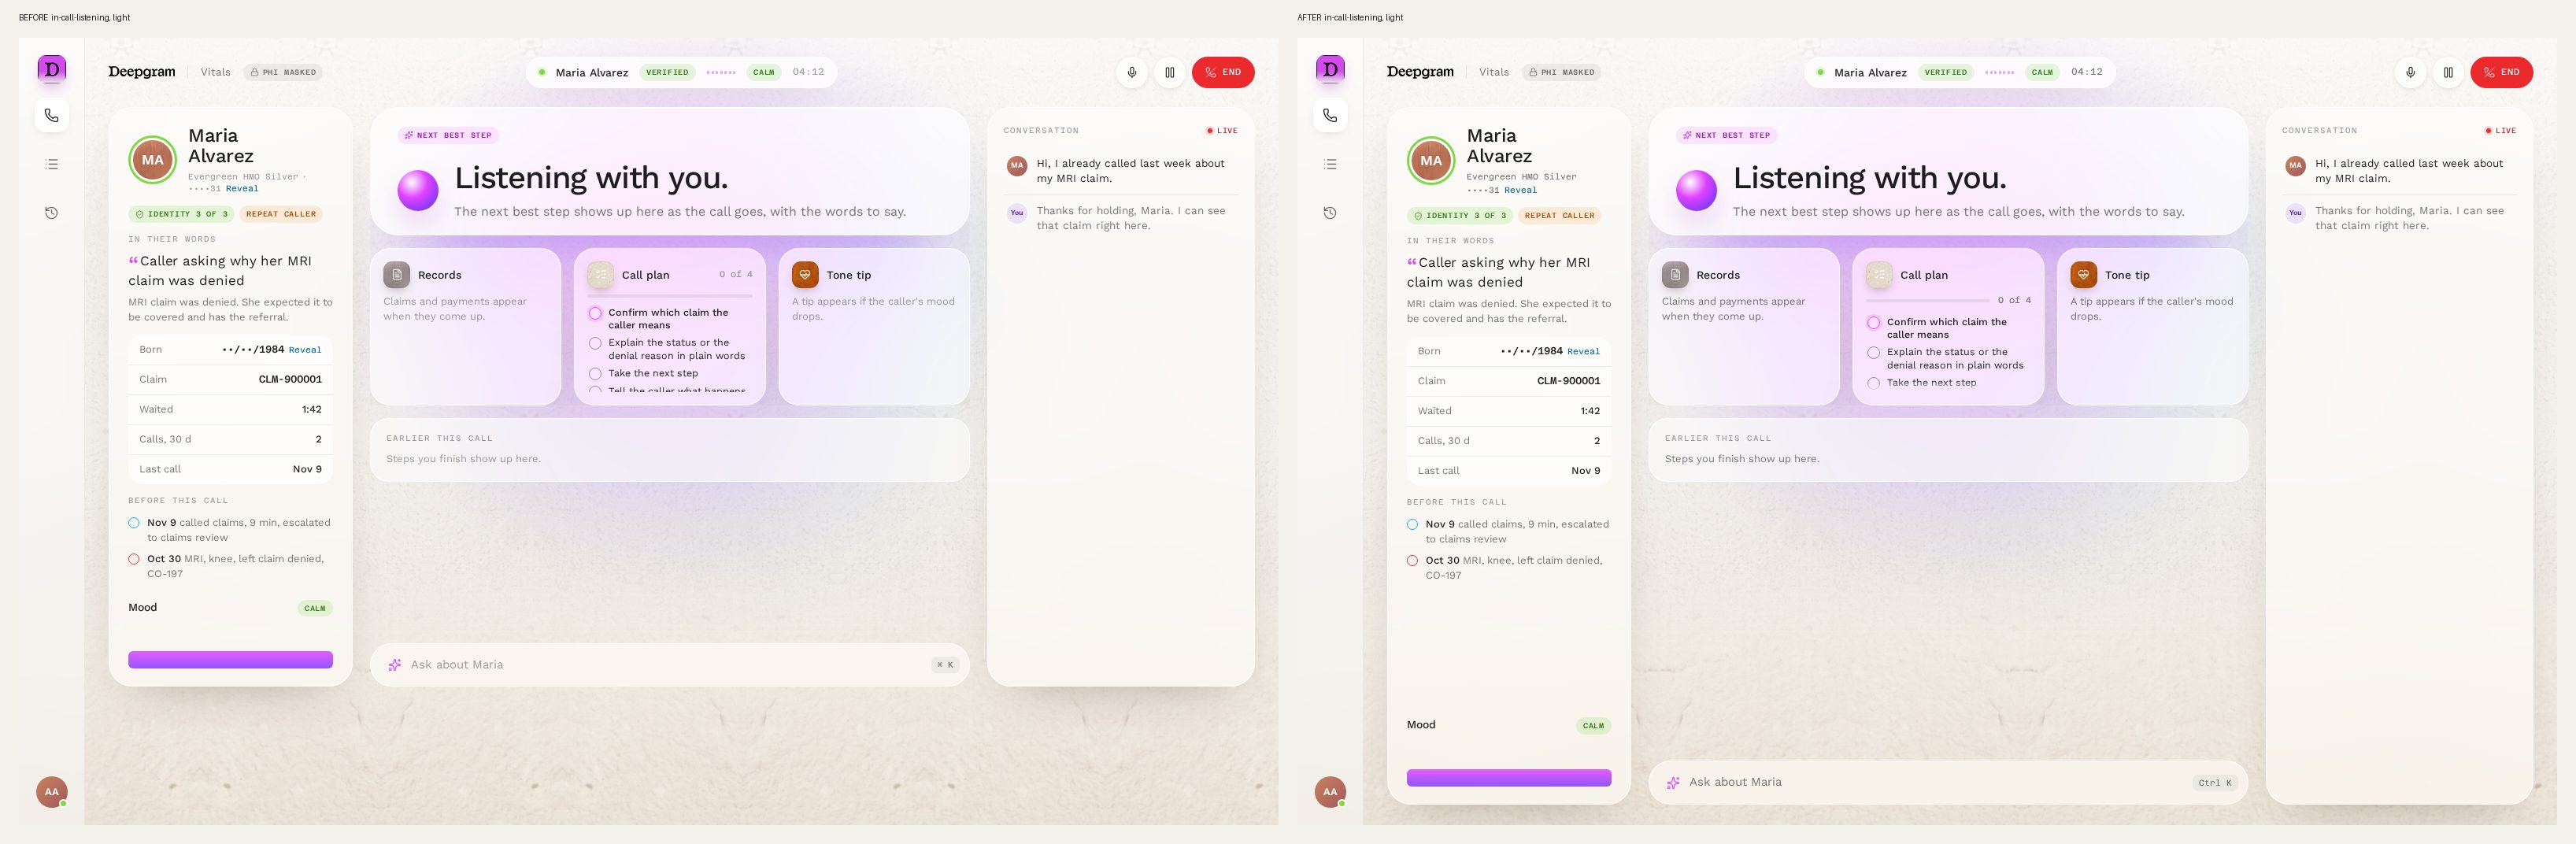 BEFORE in-call-listening, light
D
Deepgram
Vitals
PHI MASKED
Maria Alvarez
VERIFIED
CALM
04:12
END
MA
Maria
Alvarez
Evergreen HMO Silver ·
••••31 Reveal
IDENTITY 3 OF 3
REPEAT CALLER
IN THEIR WORDS
“Caller asking why her MRI
claim was denied
MRI claim was denied. She expected it to
be covered and has the referral.
Born ••/••/1984 Reveal
Claim CLM-900001
Waited 1:42
Calls, 30 d 2
Last call Nov 9
BEFORE THIS CALL
Nov 9 called claims, 9 min, escalated
to claims review
Oct 30 MRI, knee, left claim denied,
CO-197
Mood CALM
AA
NEXT BEST STEP
Listening with you.
The next best step shows up here as the call goes, with the words to say.
Records
Claims and payments appear
when they come up.
Call plan 0 of 4
Confirm which claim the
caller means
Explain the status or the
denial reason in plain words
Take the next step
Tell the caller what happens
Tone tip
A tip appears if the caller's mood
drops.
EARLIER THIS CALL
Steps you finish show up here.
Ask about Maria
⌘ K
CONVERSATION
LIVE
MA
Hi, I already called last week about
my MRI claim.
You
Thanks for holding, Maria. I can see
that claim right here.
AFTER in-call-listening, light
D
Deepgram
Vitals
PHI MASKED
Maria Alvarez
VERIFIED
CALM
04:12
END
MA
Maria
Alvarez
Evergreen HMO Silver
••••31 Reveal
IDENTITY 3 OF 3
REPEAT CALLER
IN THEIR WORDS
“Caller asking why her MRI
claim was denied
MRI claim was denied. She expected it to
be covered and has the referral.
Born ••/••/1984 Reveal
Claim CLM-900001
Waited 1:42
Calls, 30 d 2
Last call Nov 9
BEFORE THIS CALL
Nov 9 called claims, 9 min, escalated
to claims review
Oct 30 MRI, knee, left claim denied,
CO-197
Mood CALM
AA
NEXT BEST STEP
Listening with you.
The next best step shows up here as the call goes, with the words to say.
Records
Claims and payments appear
when they come up.
Call plan
0 of 4
Confirm which claim the
caller means
Explain the status or the
denial reason in plain words
Take the next step
Tone tip
A tip appears if the caller's mood
drops.
EARLIER THIS CALL
Steps you finish show up here.
Ask about Maria
Ctrl K
CONVERSATION
LIVE
MA
Hi, I already called last week about
my MRI claim.
You
Thanks for holding, Maria. I can see
that claim right here.